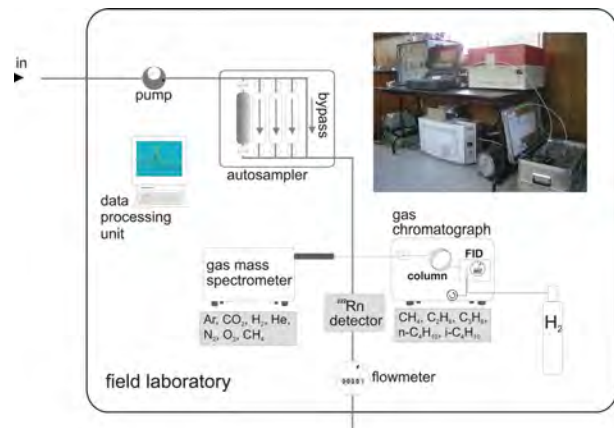 in
pump
bypass
autosampler
data
processing
unit
gas
chromatograph
gas mass
spectrometer
FID
column
²²²Rn
detector
Ar, CO₂, H₂, He,
N₂, O₂, CH₄
CH₄, C₂H₆, C₃H₈,
n-C₄H₁₀, i-C₄H₁₀
H₂
flowmeter
field laboratory